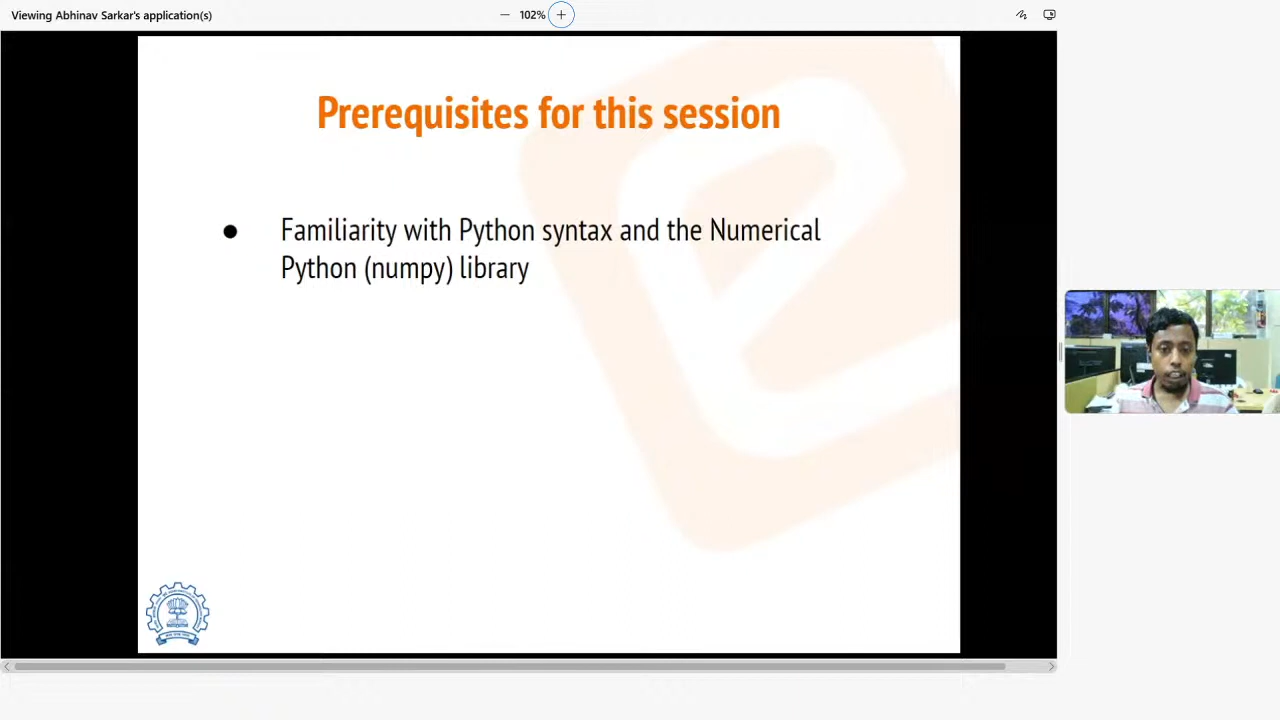 Viewing Abhinav Sarkar's application(s)
102%
Prerequisites for this session
● Familiarity with Python syntax and the Numerical
Python (numpy) library